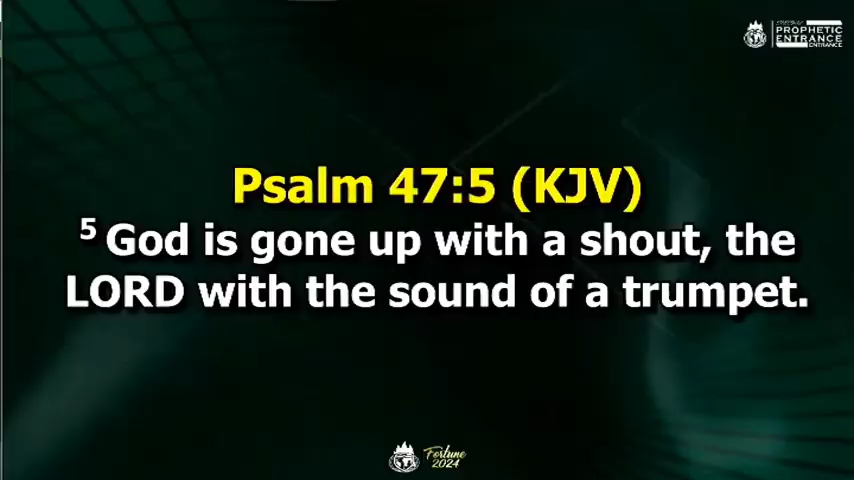 PROPHETIC
ENTRANCE
ENTRANCE
Psalm 47:5 (KJV)
5 God is gone up with a shout, the
LORD with the sound of a trumpet.
Fortune
2024